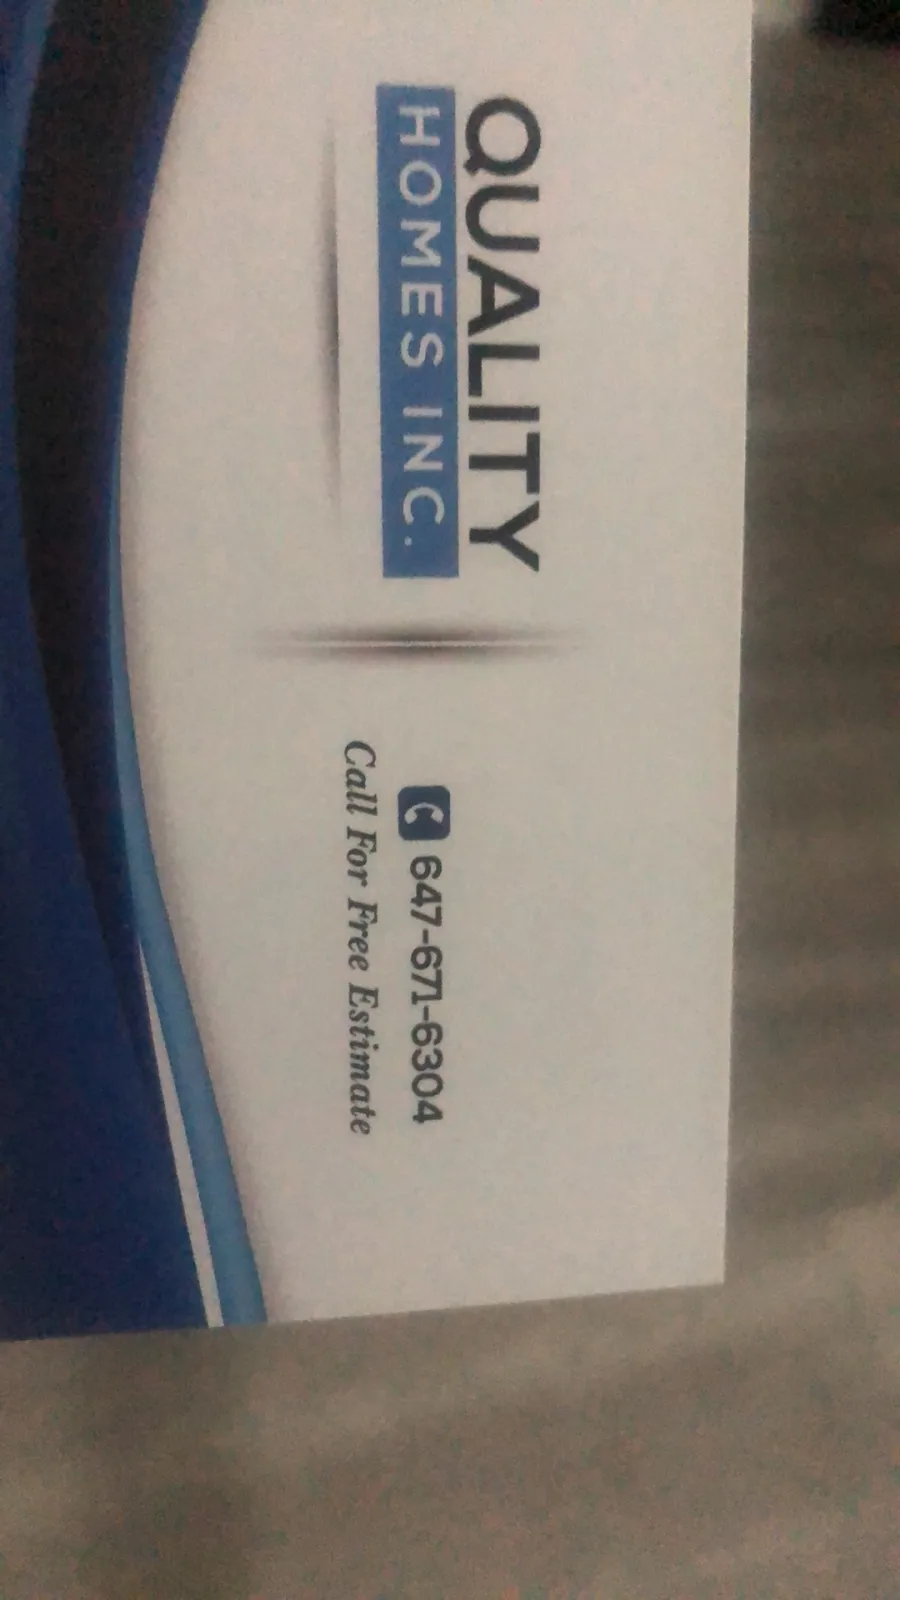 QUALITY
HOMES INC.
647-671-6304
Call For Free Estimate